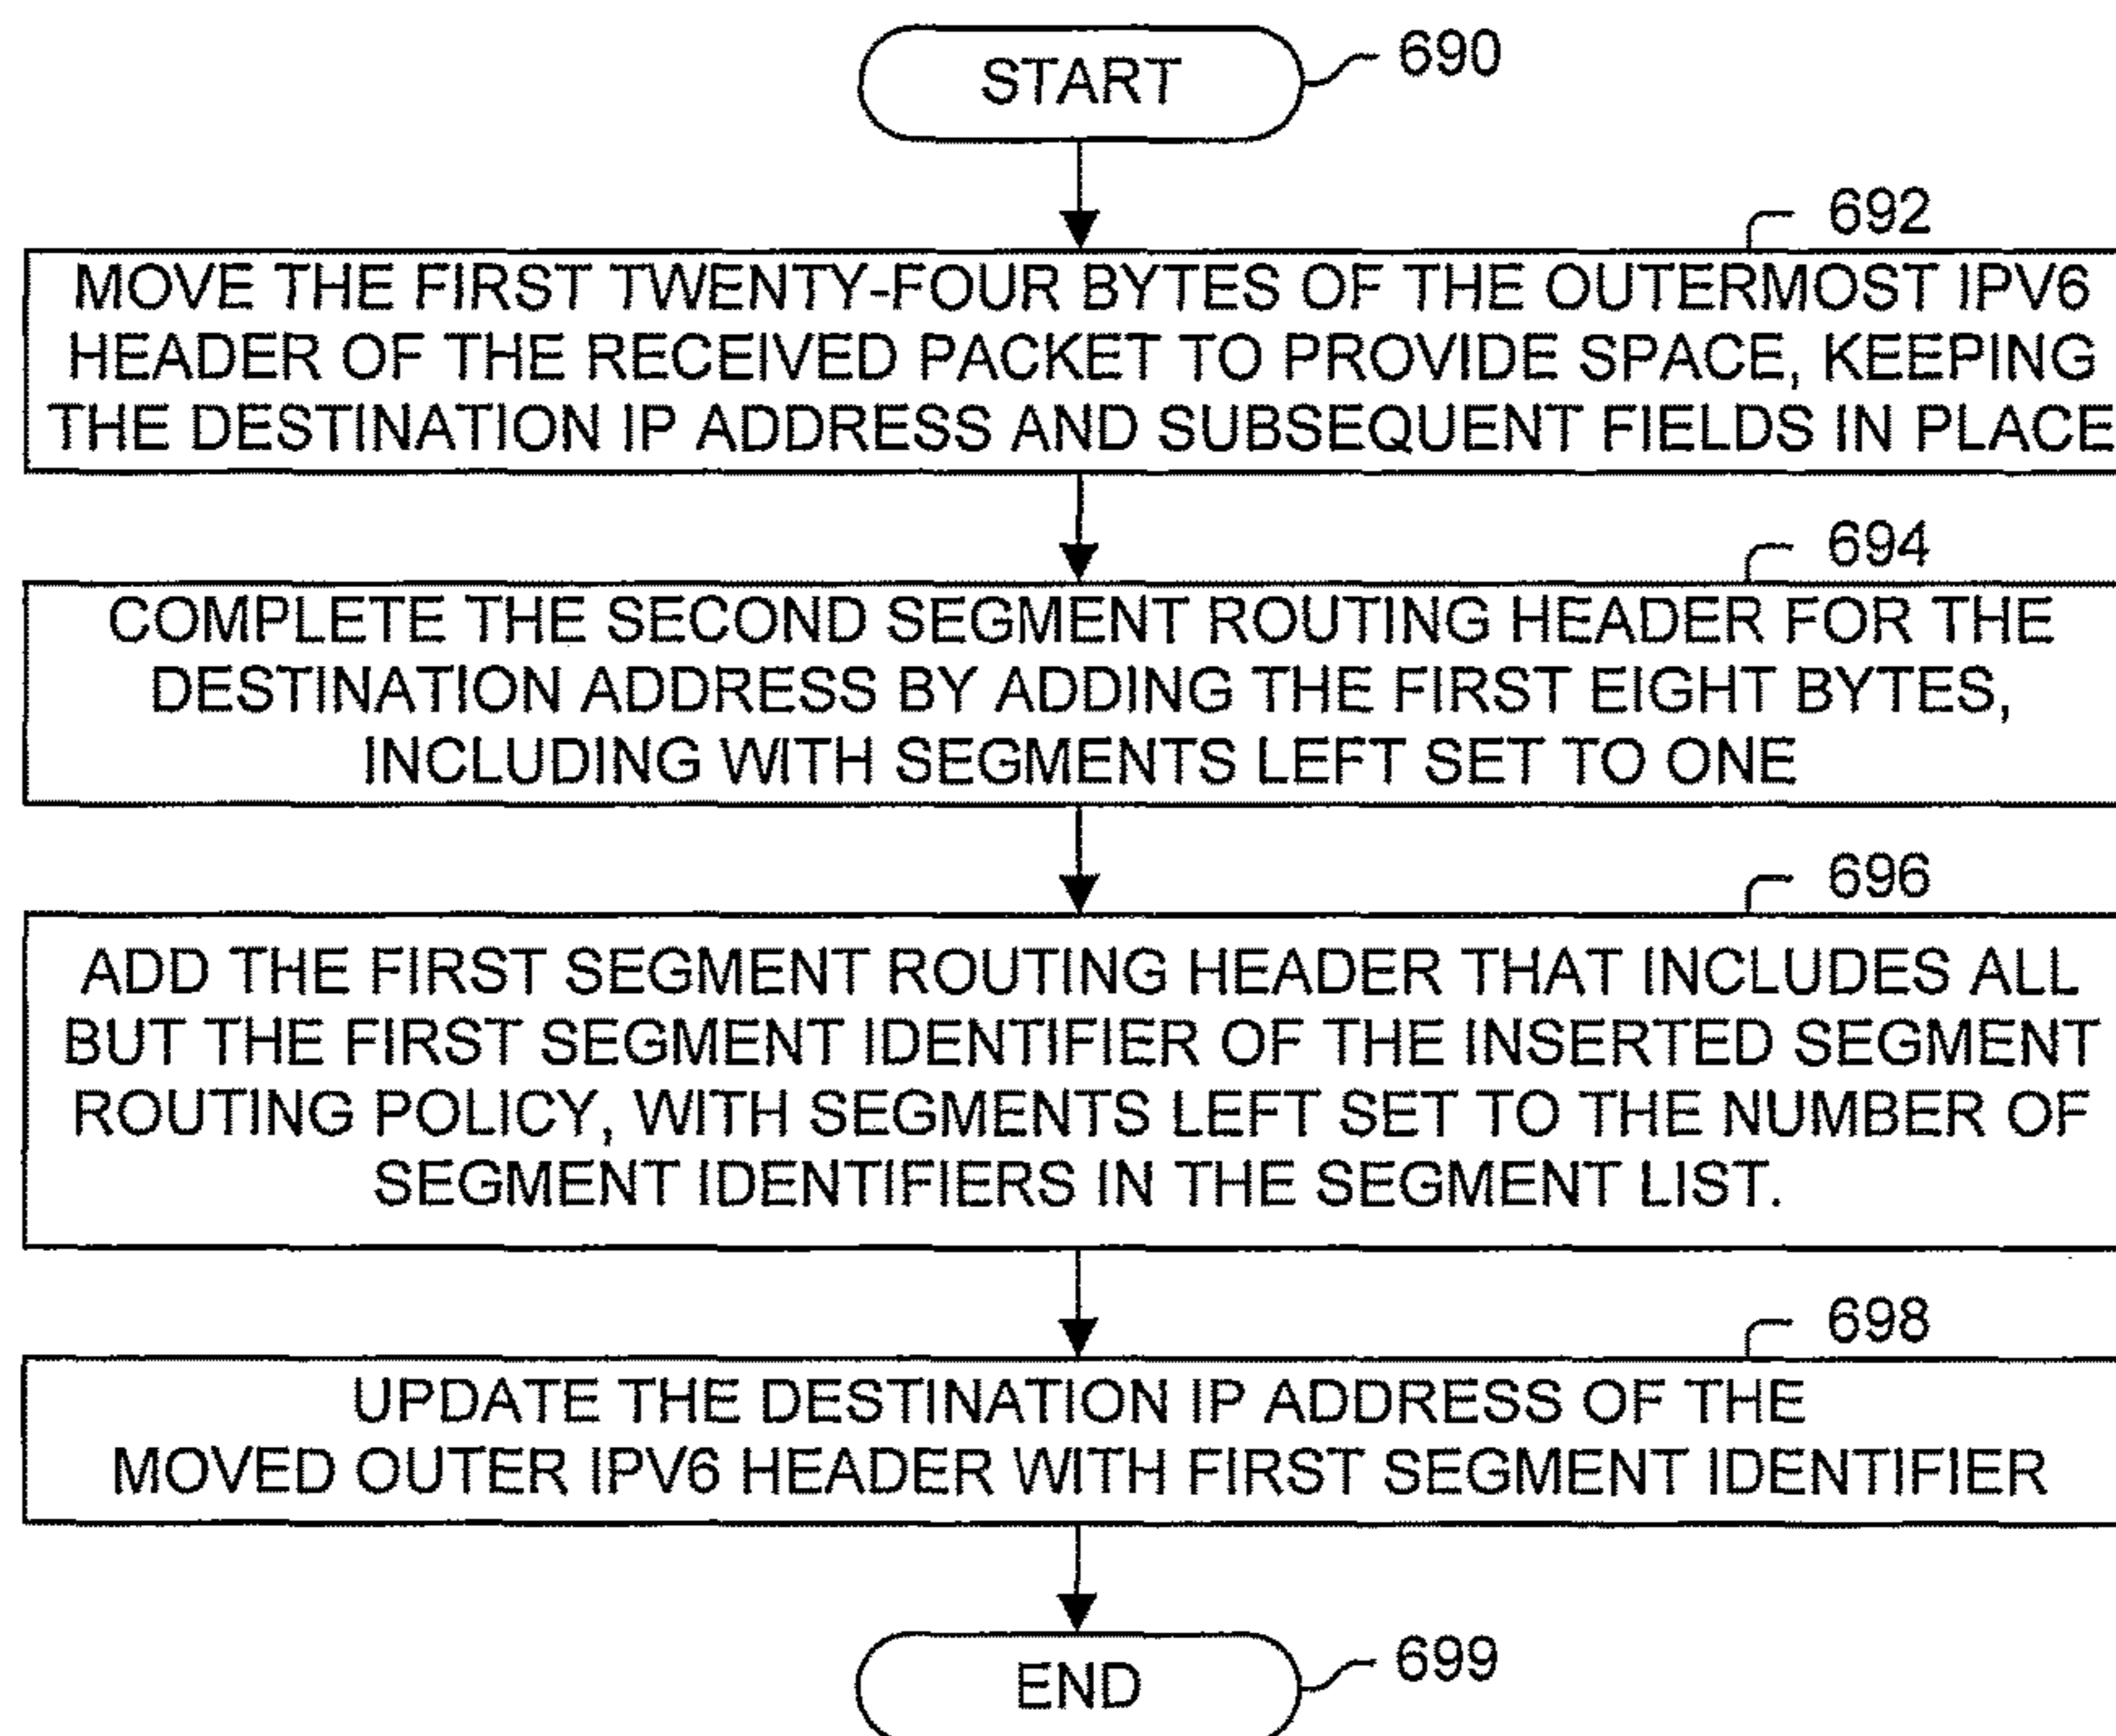 START
690
692
MOVE THE FIRST TWENTY-FOUR BYTES OF THE OUTERMOST IPV6
HEADER OF THE RECEIVED PACKET TO PROVIDE SPACE, KEEPING
THE DESTINATION IP ADDRESS AND SUBSEQUENT FIELDS IN PLACE
694
COMPLETE THE SECOND SEGMENT ROUTING HEADER FOR THE
DESTINATION ADDRESS BY ADDING THE FIRST EIGHT BYTES,
INCLUDING WITH SEGMENTS LEFT SET TO ONE
696
ADD THE FIRST SEGMENT ROUTING HEADER THAT INCLUDES ALL
BUT THE FIRST SEGMENT IDENTIFIER OF THE INSERTED SEGMENT
ROUTING POLICY, WITH SEGMENTS LEFT SET TO THE NUMBER OF
SEGMENT IDENTIFIERS IN THE SEGMENT LIST.
698
UPDATE THE DESTINATION IP ADDRESS OF THE
MOVED OUTER IPV6 HEADER WITH FIRST SEGMENT IDENTIFIER
END
699